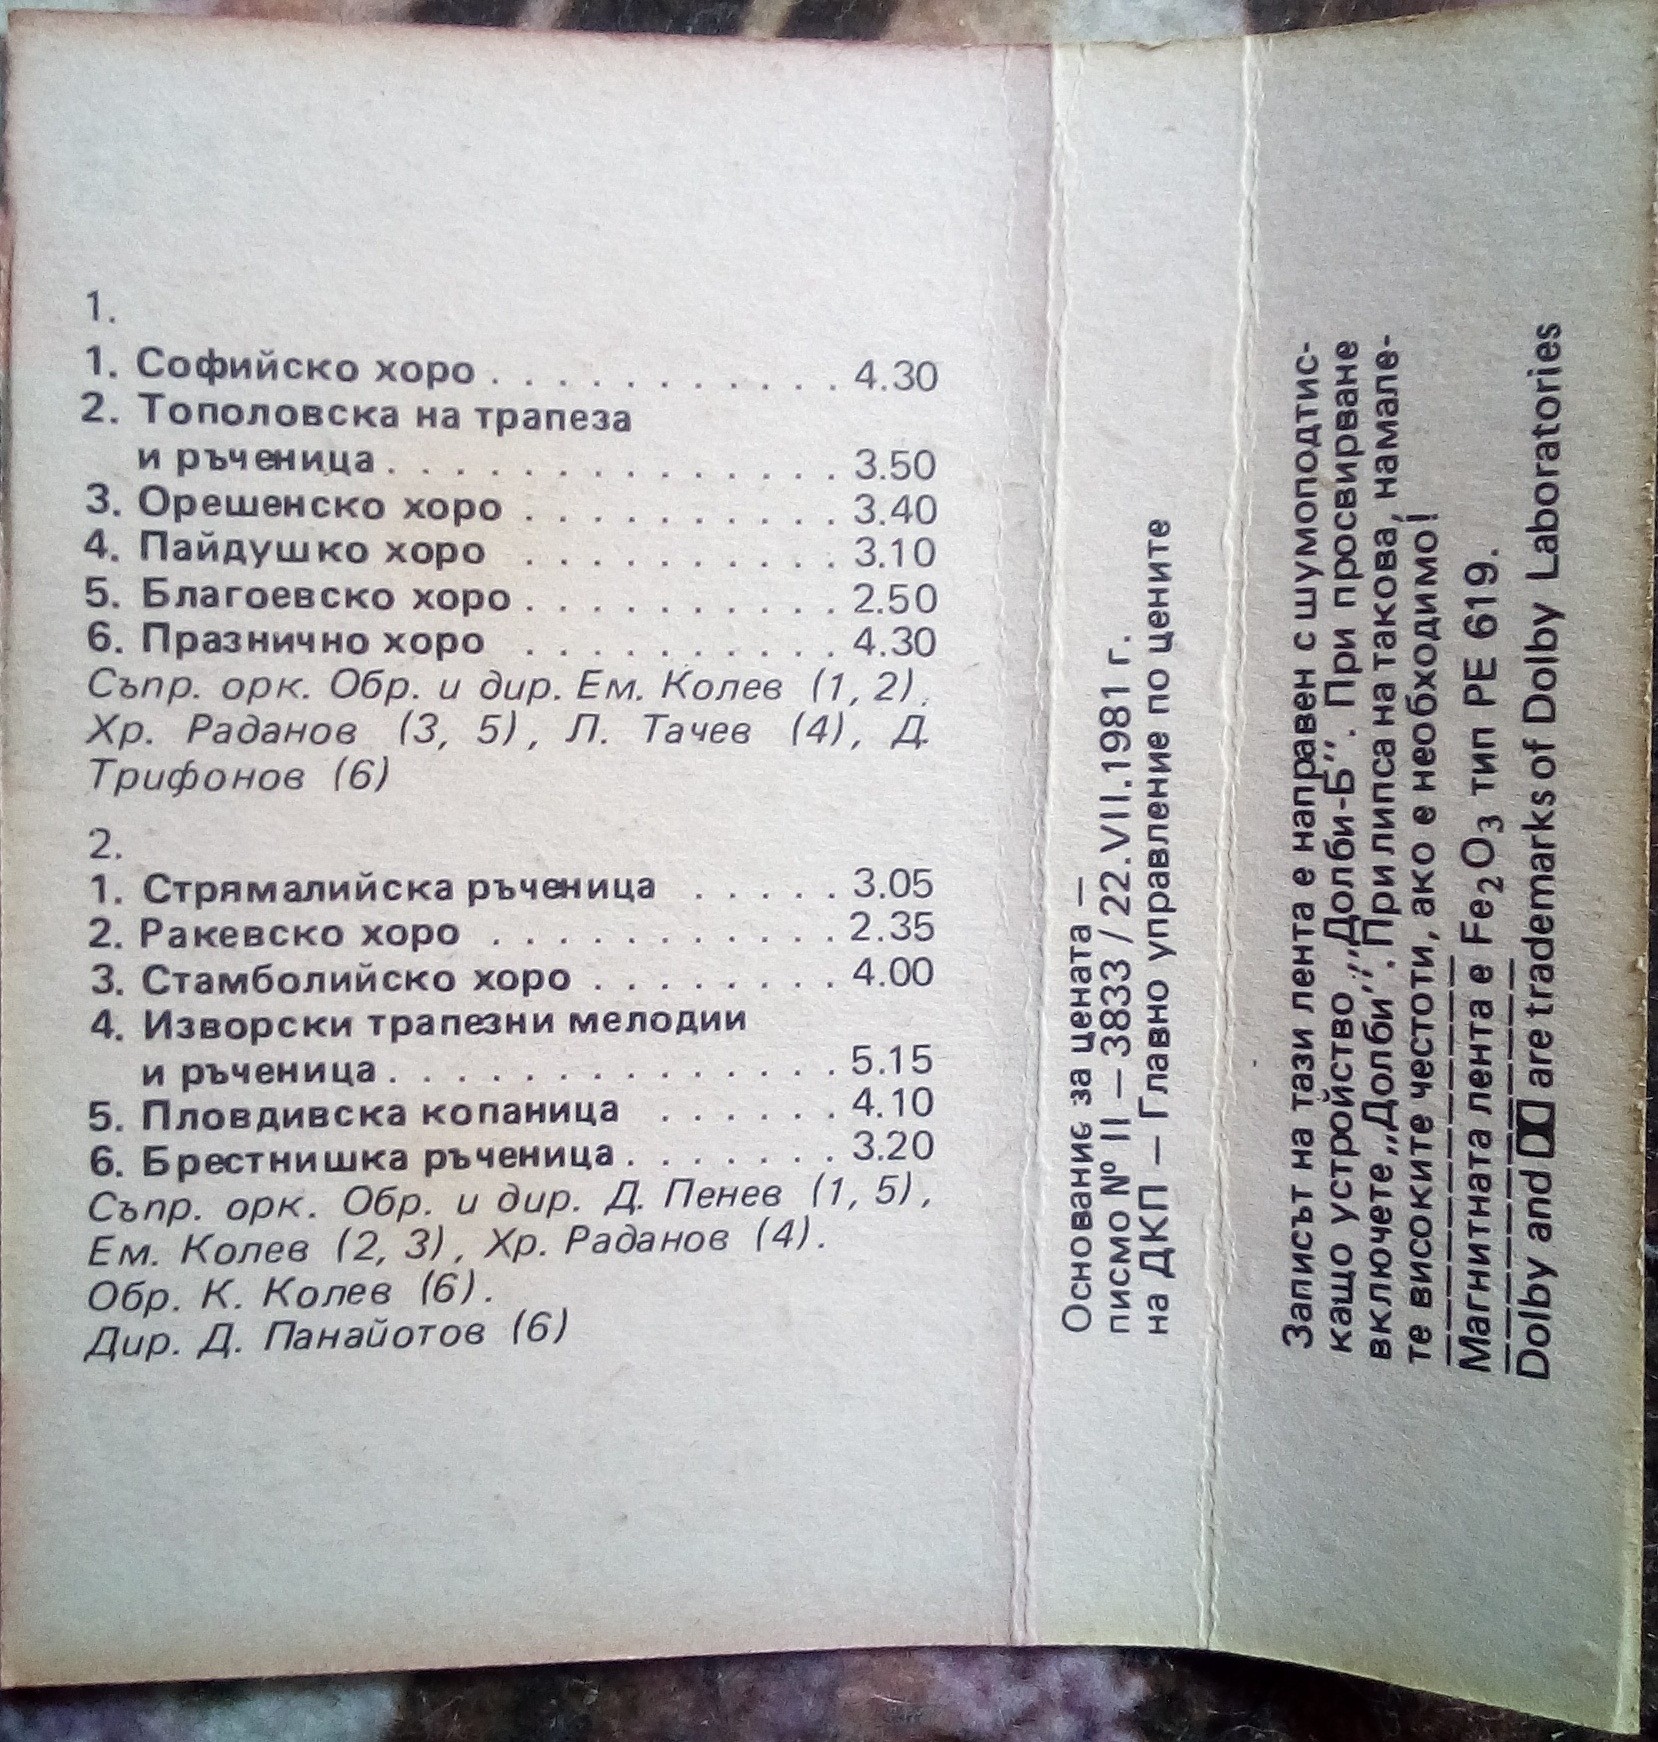 1.
1. Софийско хоро . . . . . . . . . . . 4.30
2. Тополовска на трапеза
и ръченица . . . . . . . . . . . . . . 3.50
3. Орешенско хоро . . . . . . . . . . 3.40
4. Пайдушко хоро . . . . . . . . . . 3.10
5. Благоевско хоро . . . . . . . . . . 2.50
6. Празнично хоро . . . . . . . . . . 4.30
Съпр. орк. Обр. и дир. Ем. Колев (1, 2).
Хр. Раданов (3, 5), Л. Тачев (4), Д.
Трифонов (6)
2.
1. Стрямалийска ръченица . . . . . 3.05
2. Ракевско хоро . . . . . . . . . . . 2.35
3. Стамболийско хоро . . . . . . . . 4.00
4. Изворски трапезни мелодии
и ръченица . . . . . . . . . . . . . . 5.15
5. Пловдивска копаница . . . . . . 4.10
6. Брестнишка ръченица . . . . . . . 3.20
Съпр. орк. Обр. и дир. Д. Пенев (1, 5),
Ем. Колев (2, 3), Хр. Раданов (4).
Обр. К. Колев (6).
Дир. Д. Панайотов (6)
Основание за цената —
писмо № II — 3833 / 22.VII.1981 г.
на ДКП — Главно управление по цените
Записът на тази лента е направен с шумоподтис-
кащо устройство ,,Долби-Б''. При просвирване
включете ,,Долби''. При липса на такова, намале-
те високите честоти, ако е необходимо!
Магнитната лента е Fe₂O₃ тип PE 619.
Dolby and are trademarks of Dolby Laboratories